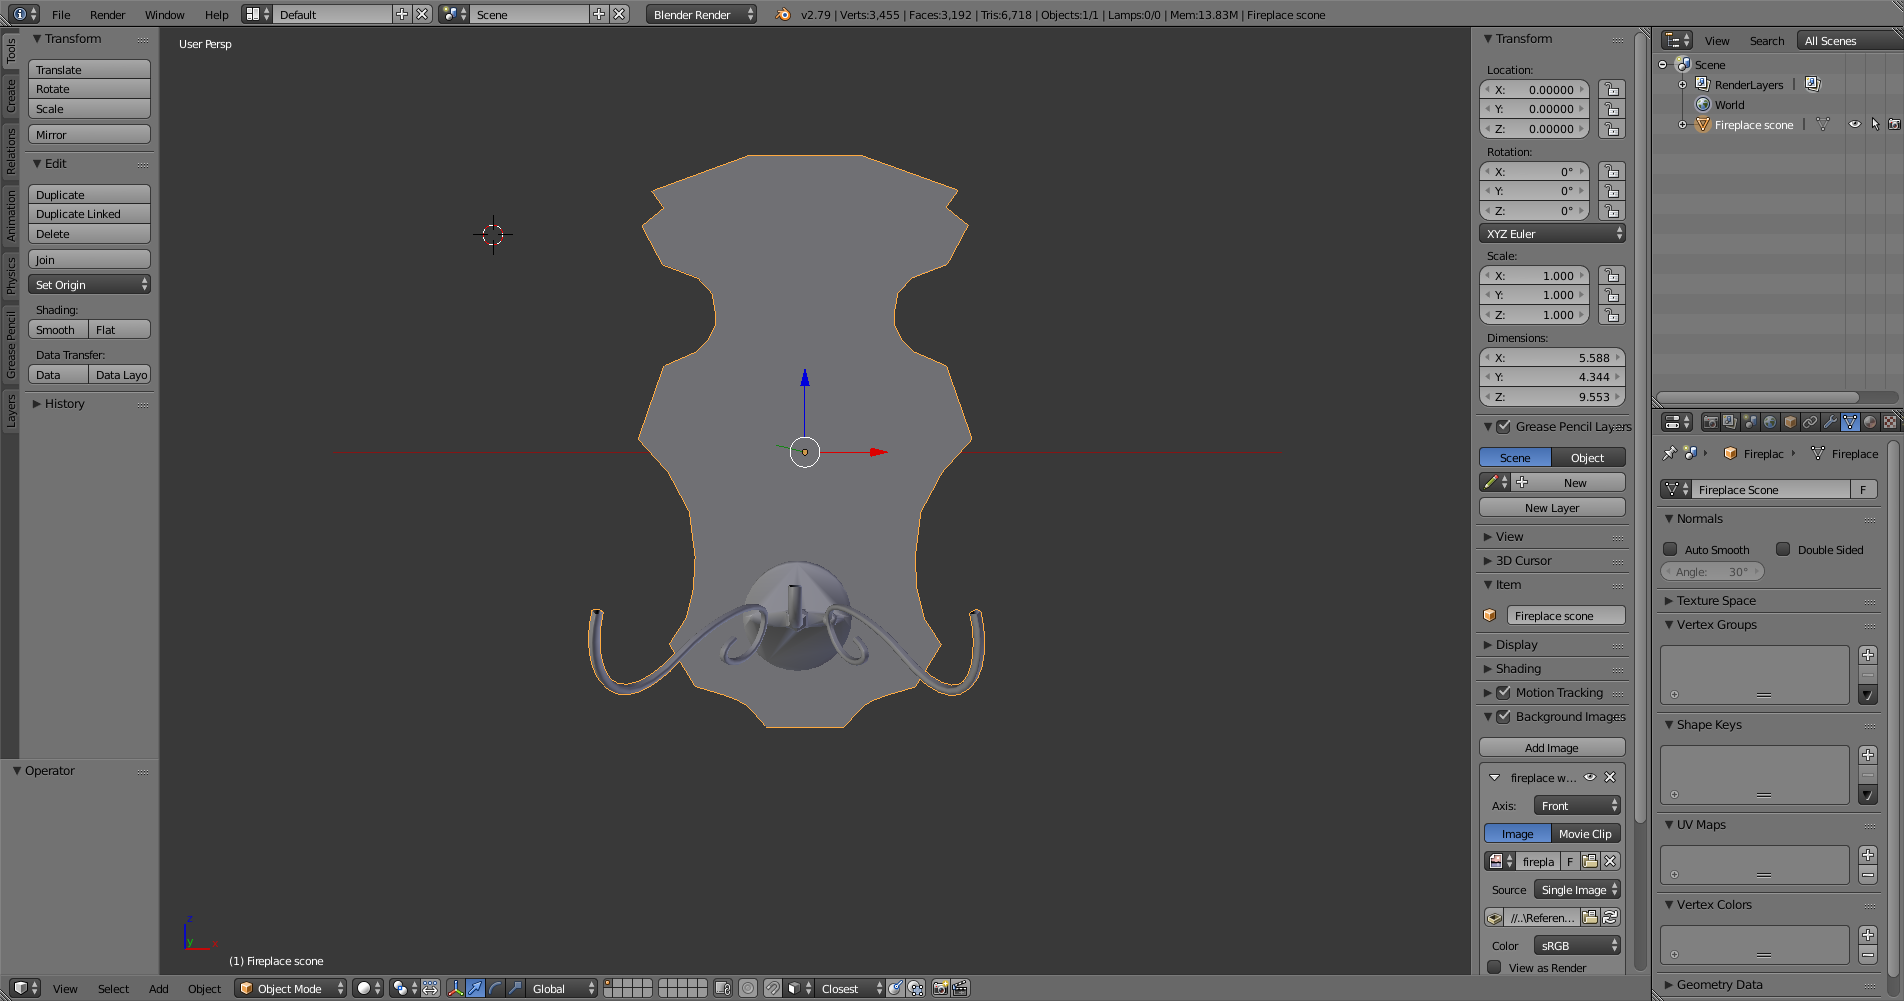 File Render Window Help Default Scene Blender Render v2.79 | Verts:3,455 | Faces:3,192 | Tris:6,718 | Objects:1/1 | Lamps:0/0 | Mem:13.83M | Fireplace scone
Tools
Create
Relations
Animation
Physics
Grease Pencil
Layers
Transform
Translate
Rotate
Scale
Mirror
Edit
Duplicate
Duplicate Linked
Delete
Join
Set Origin
Shading:
Smooth Flat
Data Transfer:
Data Data Layo
History
Operator
User Persp
z
y x
(1) Fireplace scone
View Select Add Object Object Mode Global Closest
Transform
Location:
X: 0.00000
Y: 0.00000
Z: 0.00000
Rotation:
X: 0°
Y: 0°
Z: 0°
XYZ Euler
Scale:
X: 1.000
Y: 1.000
Z: 1.000
Dimensions:
X: 5.588
Y: 4.344
Z: 9.553
Grease Pencil Layers
Scene Object
New
New Layer
View
3D Cursor
Item
Fireplace scone
Display
Shading
Motion Tracking
Background Images
Add Image
fireplace w...
Axis: Front
Image Movie Clip
firepla F
Source Single Image
//..\Referen...
Color sRGB
View as Render
View Search All Scenes
Scene
RenderLayers |
World
Fireplace scone |
Fireplac Fireplace
Fireplace Scone F
Normals
Auto Smooth Double Sided
Angle: 30°
Texture Space
Vertex Groups
Shape Keys
UV Maps
Vertex Colors
Geometry Data